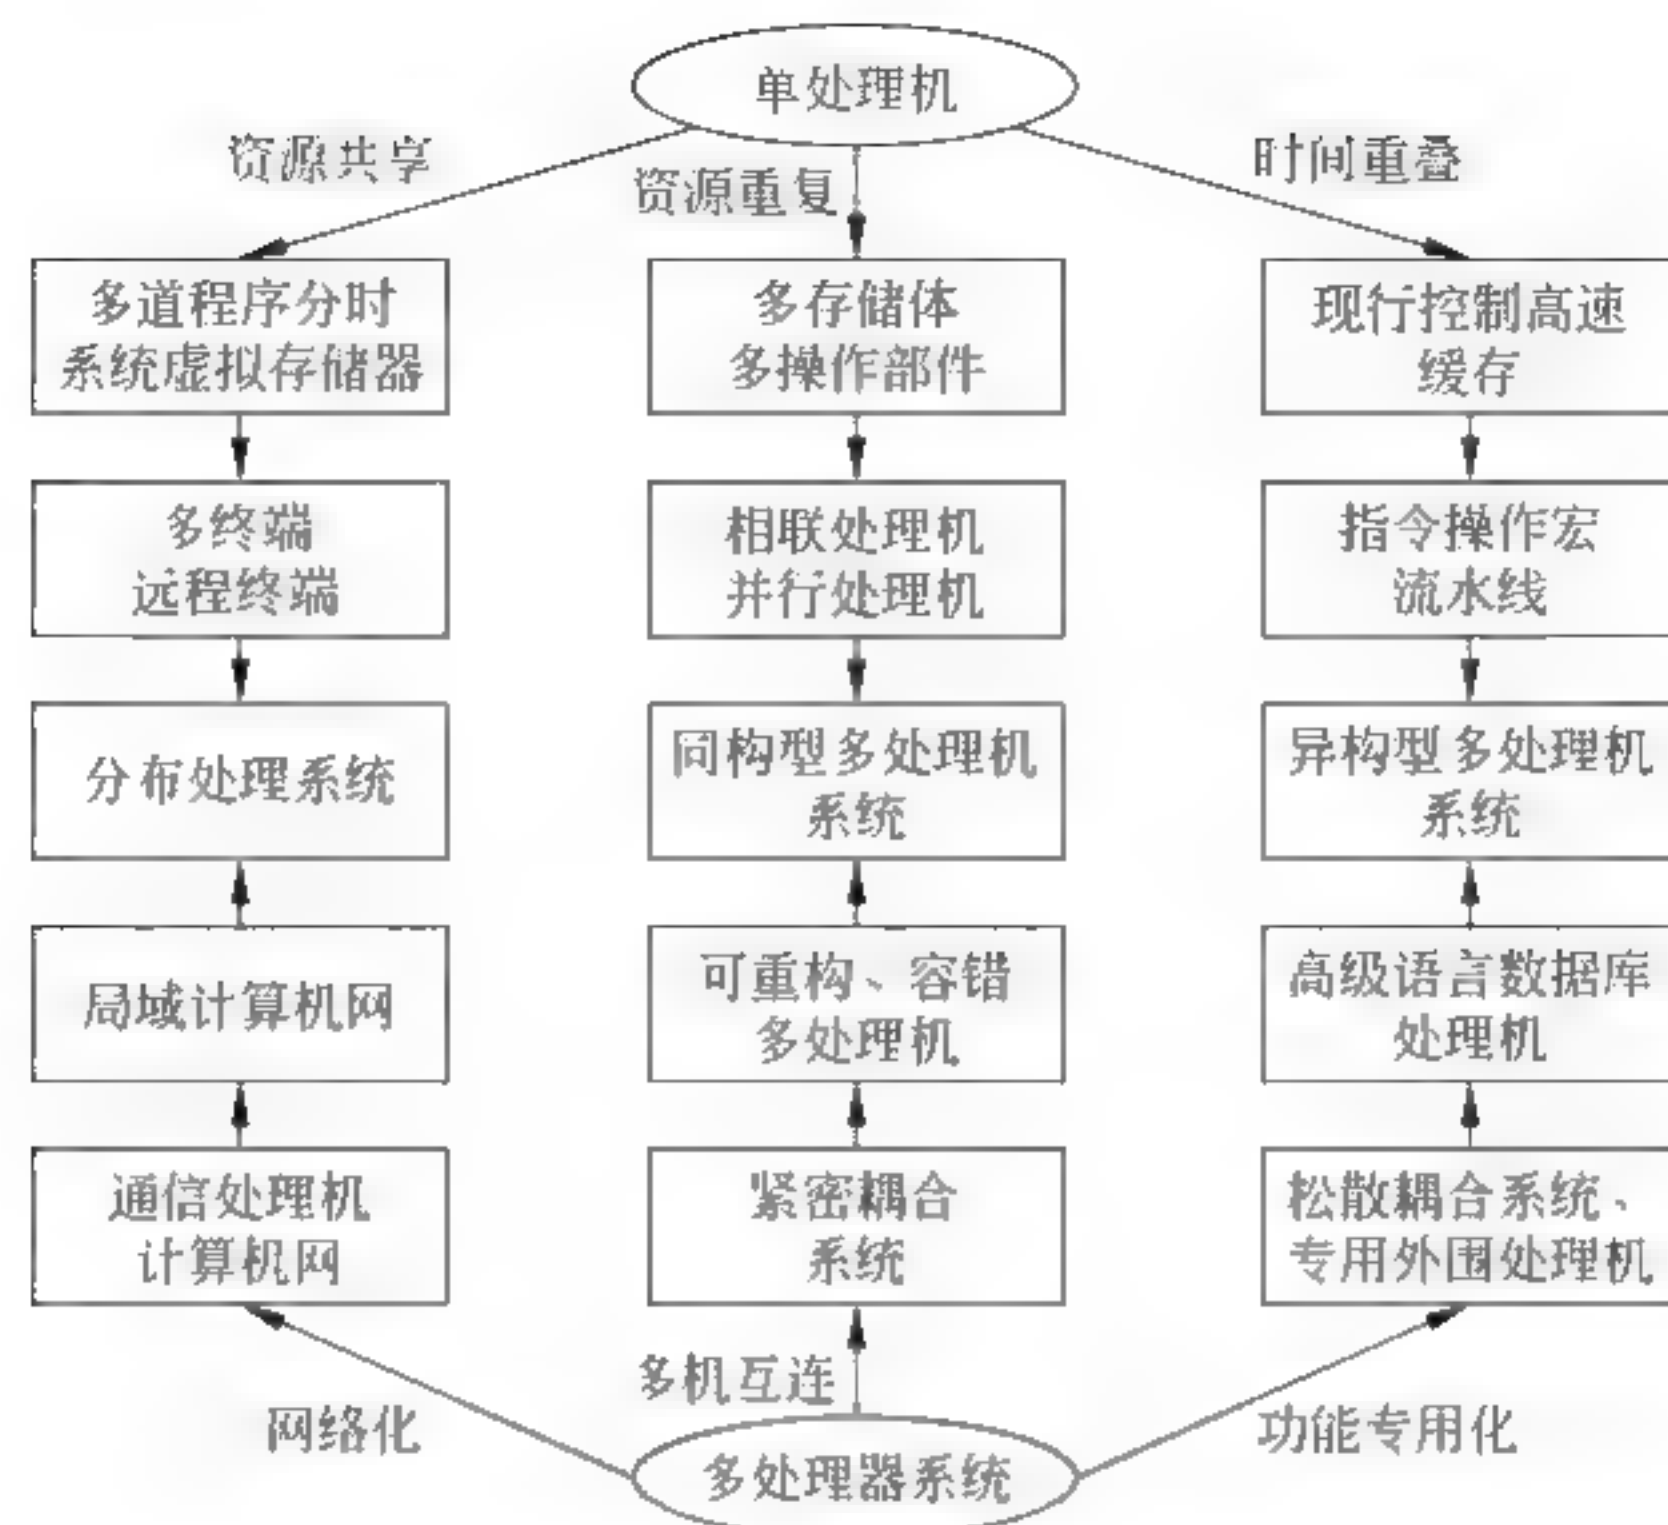 单处理机
资源共享
资源重复
时间重叠
多道程序分时
系统虚拟存储器
多存储体
多操作部件
现行控制高速
缓存
多终端
远程终端
相联处理机
并行处理机
指令操作宏
流水线
分布处理系统
同构型多处理机
系统
异构型多处理机
系统
局域计算机网
可重构、容错
多处理机
高级语言数据库
处理机
通信处理机
计算机网
紧密耦合
系统
松散耦合系统、
专用外围处理机
网络化
多机互连
功能专用化
多处理器系统